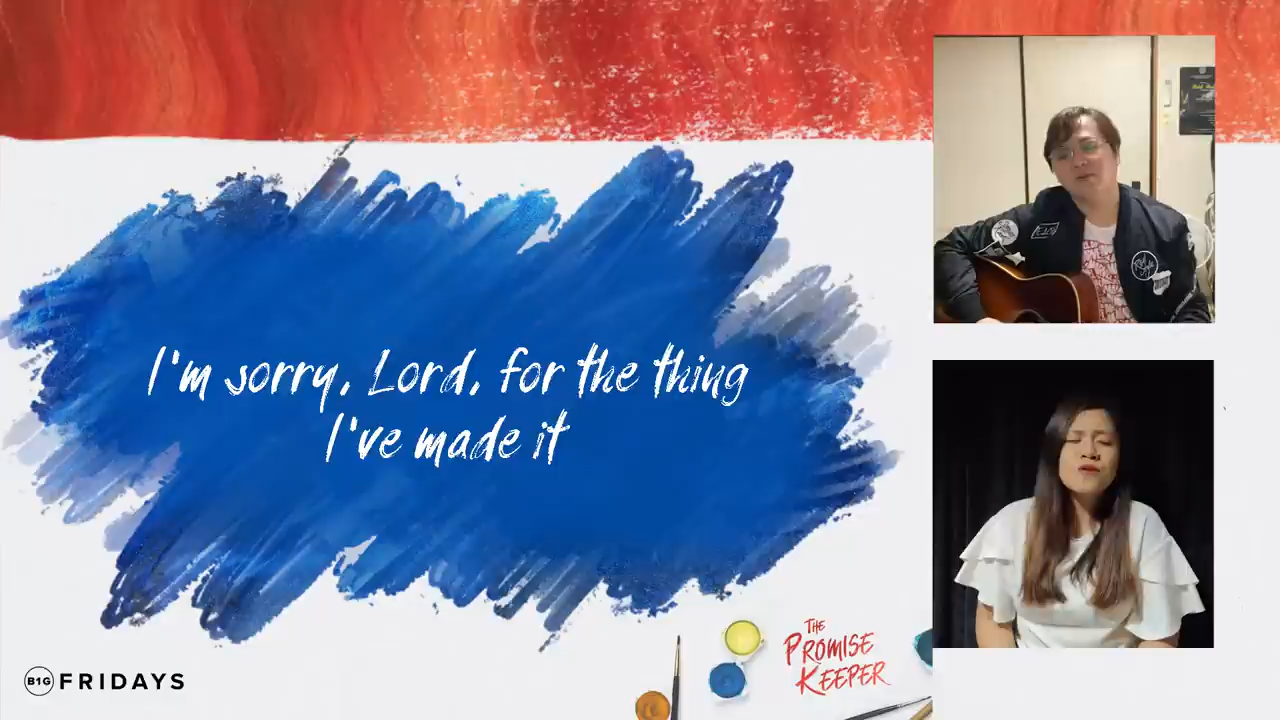 I'm sorry, Lord, for the thing
I've made it
THE
PROMISE
KEEPER
B1G FRIDAYS